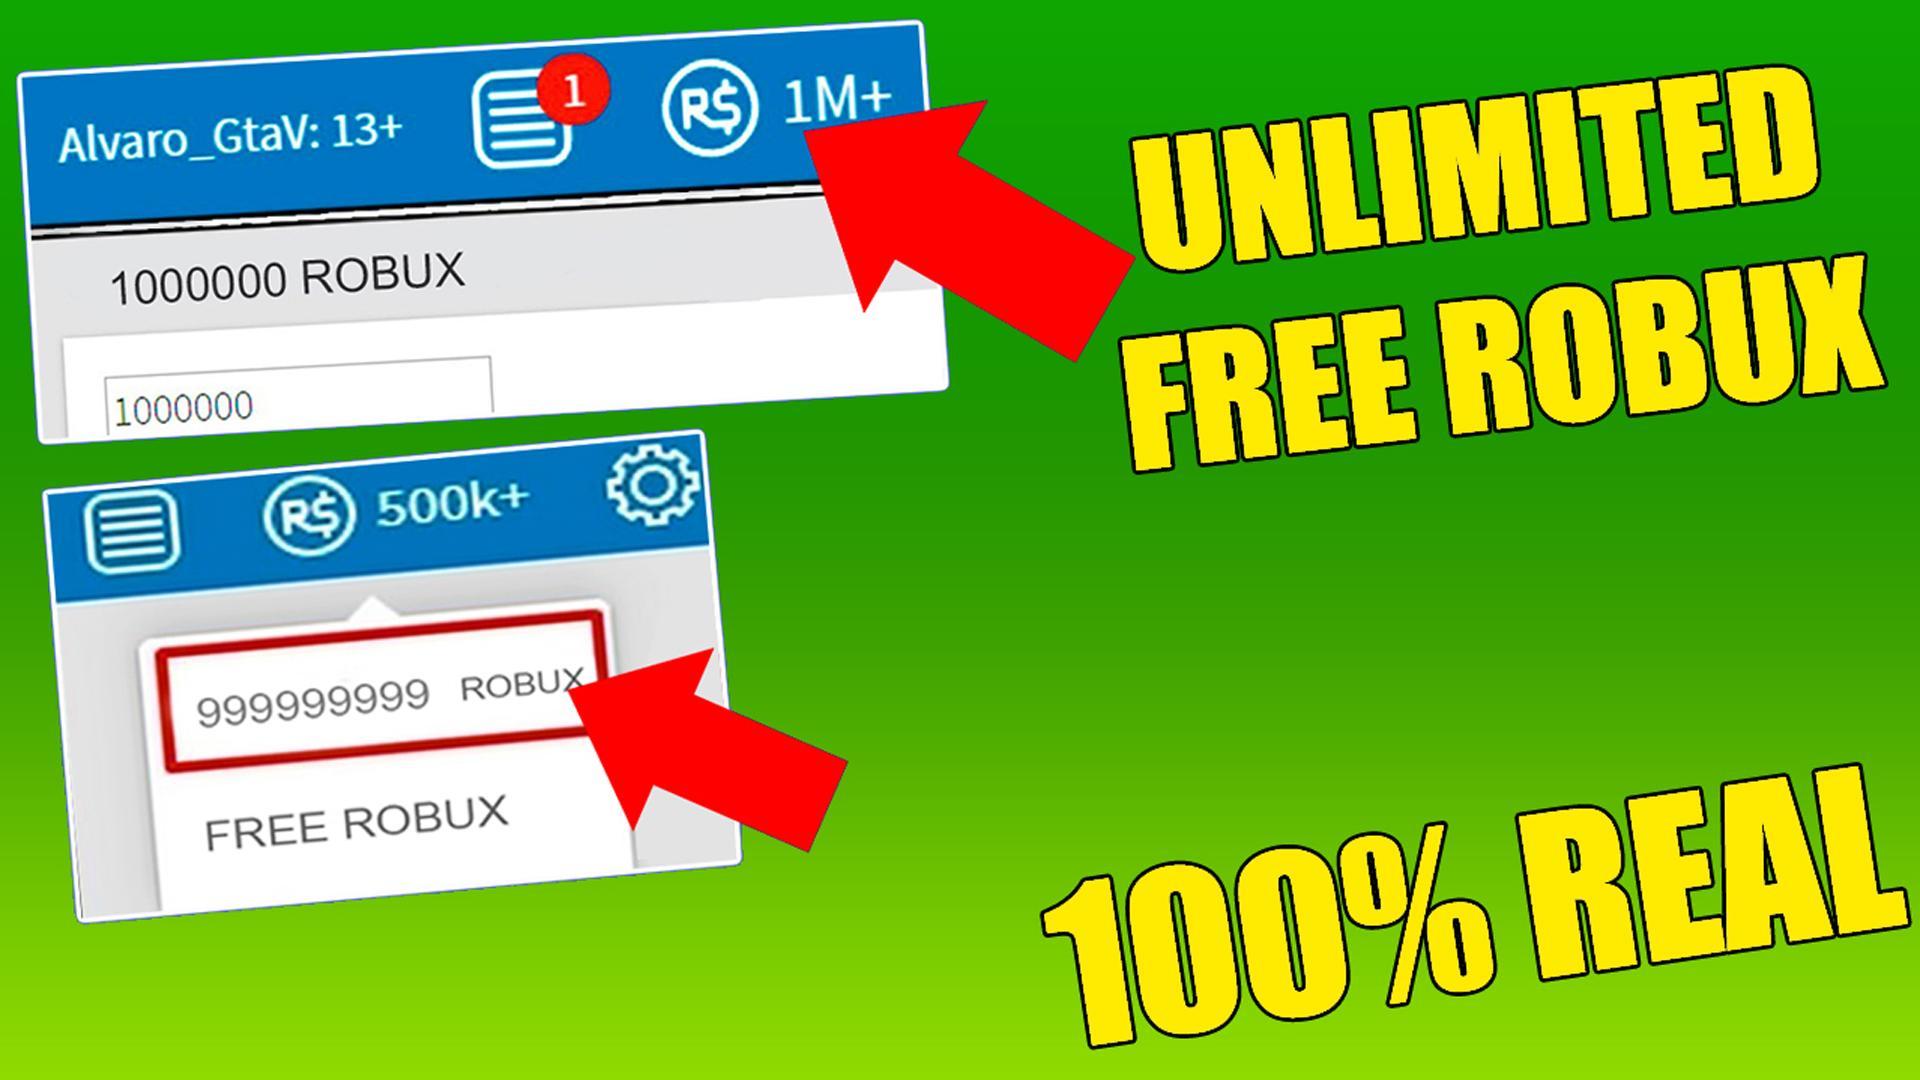 Alvaro_GtaV: 13+
1
R$ 1M+
1000000 ROBUX
1000000
UNLIMITED
FREE ROBUX
R$ 500k+
999999999 ROBUX
FREE ROBUX
100% REAL